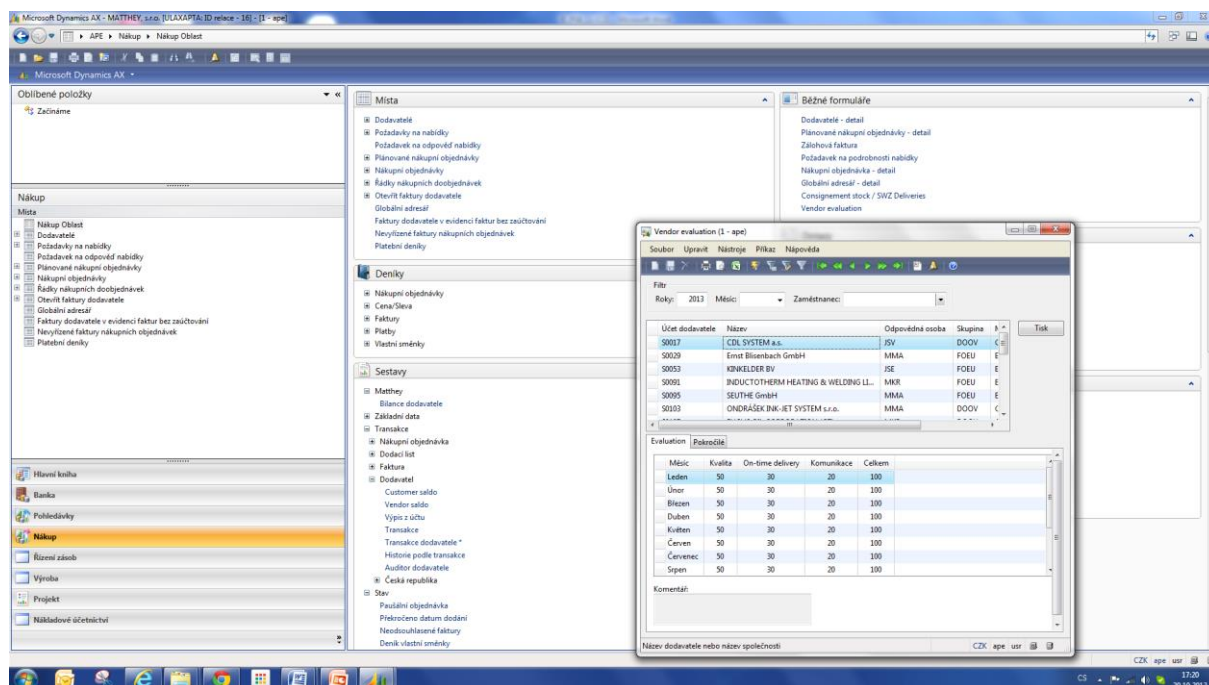 Microsoft Dynamics AX - MATTHEY, s.r.o. [ULAXAPTA: ID relace - 16] - [1 - ape]
APE Nákup Nákup Oblast
Microsoft Dynamics AX
Oblíbené položky
Začínáme
Nákup
Místa
Nákup Oblast
Dodavatelé
Požadavky na nabídky
Požadavek na odpověď nabídky
Plánované nákupní objednávky
Nákupní objednávky
Řádky nákupních doobjednávek
Otevřít faktury dodavatele
Globální adresář
Faktury dodavatele v evidenci faktur bez zaúčtování
Nevyřízené faktury nákupních objednávek
Platební deníky
Hlavní kniha
Banka
Pohledávky
Nákup
Řízení zásob
Výroba
Projekt
Nákladové účetnictví
Místa
Dodavatelé
Požadavky na nabídky
Požadavek na odpověď nabídky
Plánované nákupní objednávky
Nákupní objednávky
Řádky nákupních doobjednávek
Otevřít faktury dodavatele
Globální adresář
Faktury dodavatele v evidenci faktur bez zaúčtování
Nevyřízené faktury nákupních objednávek
Platební deníky
Deníky
Nákupní objednávky
Cena/Sleva
Faktury
Platby
Vlastní směnky
Sestavy
Matthey
Bilance dodavatele
Základní data
Transakce
Nákupní objednávka
Dodací list
Faktura
Dodavatel
Customer saldo
Vendor saldo
Výpis z účtu
Transakce
Transakce dodavatele *
Historie podle transakce
Auditor dodavatele
Česká republika
Stav
Paušální objednávka
Překročeno datum dodání
Neodsouhlasené faktury
Deník vlastní směnky
Běžné formuláře
Dodavatelé - detail
Plánované nákupní objednávky - detail
Zálohová faktura
Požadavek na podrobnosti nabídky
Nákupní objednávka - detail
Globální adresář - detail
Consignement stock / SWZ Deliveries
Vendor evaluation
Vendor evaluation (1 - ape)
Soubor Upravit Nástroje Příkaz Nápověda
Filtr
Roky: 2013 Měsíc: Zaměstnanec:
Účet dodavatele Název Odpovědná osoba Skupina
Tisk
S0017 CDL SYSTEM a.s. JSV DOOV
S0029 Ernst Blisenbach GmbH MMA FOEU
S0053 KINKELDER BV JSE FOEU
S0091 INDUCTOTHERM HEATING & WELDING LI... MKR FOEU
S0095 SEUTHE GmbH MMA FOEU
S0103 ONDRÁŠEK INK-JET SYSTEM s.r.o. MMA DOOV
Evaluation Pokročilé
Měsíc Kvalita On-time delivery Komunikace Celkem
Leden 50 30 20 100
Únor 50 30 20 100
Březen 50 30 20 100
Duben 50 30 20 100
Květen 50 30 20 100
Červen 50 30 20 100
Červenec 50 30 20 100
Srpen 50 30 20 100
Komentář:
Název dodavatele nebo název společnosti CZK ape usr
CZK ape usr
CS 17:20